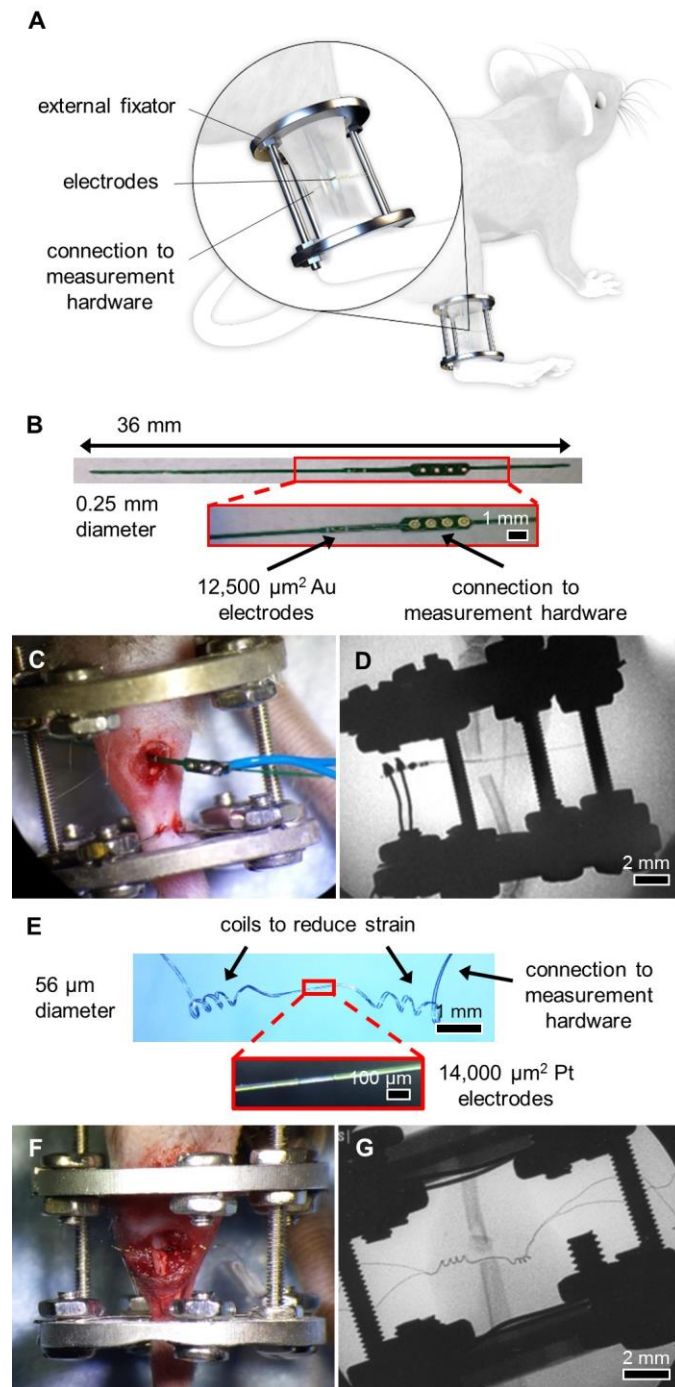 A
external fixator
electrodes
connection to
measurement
hardware
B
36 mm
0.25 mm
diameter
1 mm
12,500 µm² Au
electrodes
connection to
measurement hardware
C
D
2 mm
E
coils to reduce strain
56 µm
diameter
connection to
measurement
hardware
1 mm
100 µm
14,000 µm² Pt
electrodes
F
G
2 mm